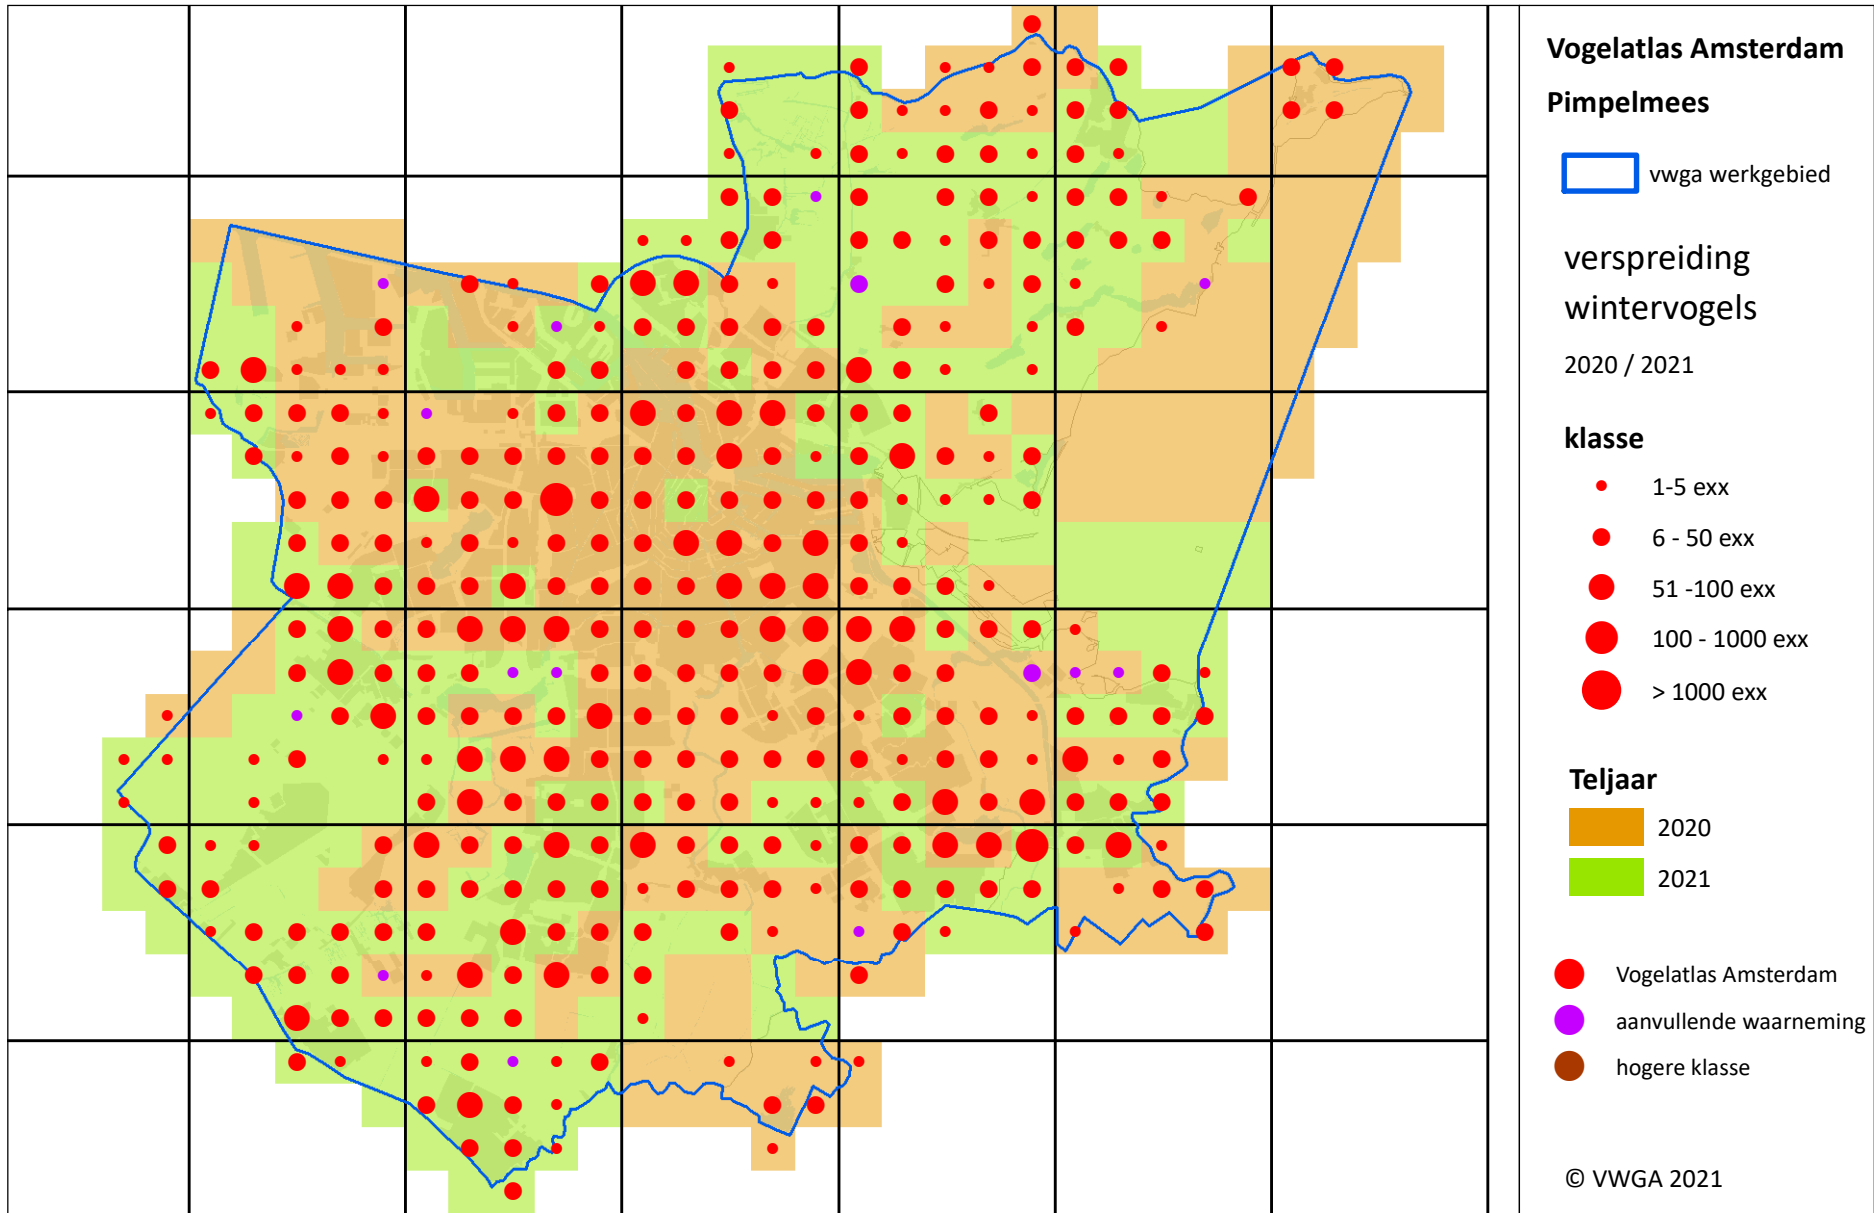 Vogelatlas Amsterdam
Pimpelmees
vwga werkgebied
verspreiding
wintervogels
2020 / 2021
klasse
1-5 exx
6 - 50 exx
51 -100 exx
100 - 1000 exx
> 1000 exx
Teljaar
2020
2021
Vogelatlas Amsterdam
aanvullende waarneming
hogere klasse
© VWGA 2021